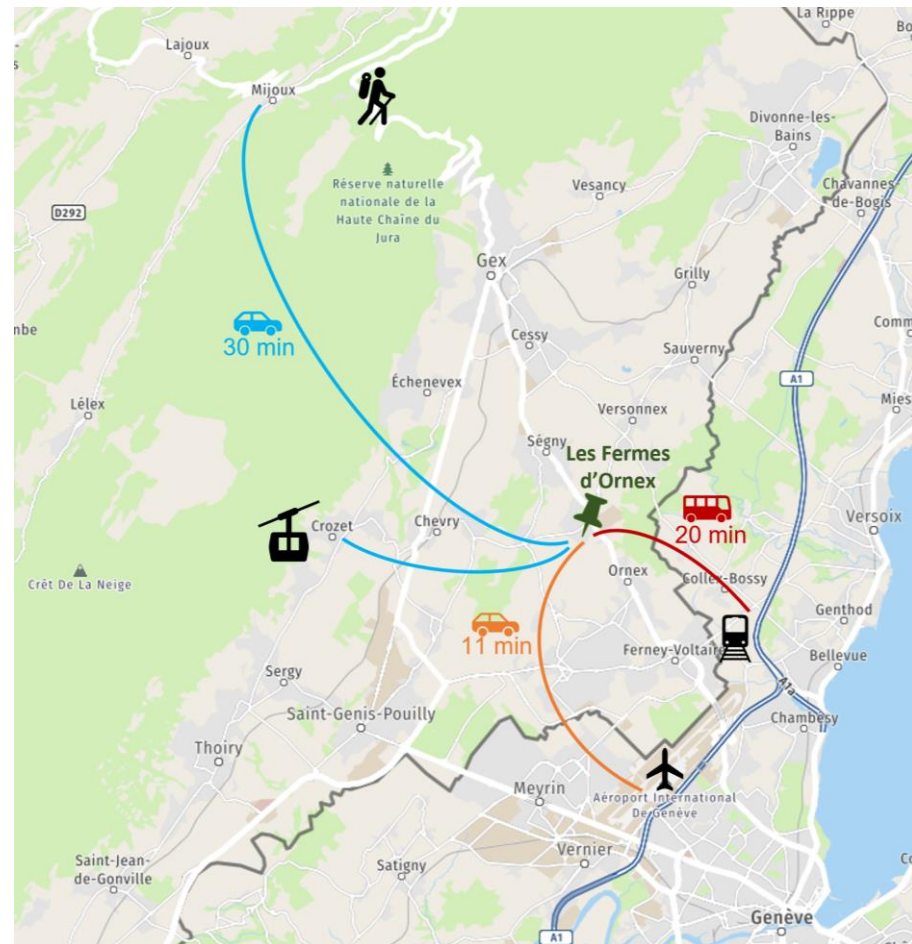 La Rippe
Lajoux
Mijoux
Divonne-les-
Bains
Réserve naturelle
nationale de la
Haute Chaîne du
Jura
Vesancy
Chavannes-
de-Bogis
D292
Gex
Grilly
30 min
Cessy
Sauverny
A1
Échenevex
Mies
Lélex
Versonnex
Ségny
Les Fermes
d'Ornex
20 min
Versoix
Crozet
Chevry
Crêt De La Neige
Ornex
Collex-Bossy
Genthod
11 min
Ferney-Voltaire
Bellevue
Sergy
A1a
Saint-Genis-Pouilly
Chambésy
Thoiry
Meyrin
Aéroport International
De Genève
Vernier
Saint-Jean-
de-Gonville
Satigny
Genève
A1